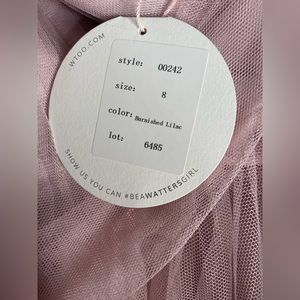 WTOO.COM
style: 00242
size: 8
color: Burnished Lilac
lot: 6485
SHOW US YOU CAN #BEAWATTERSGIRL